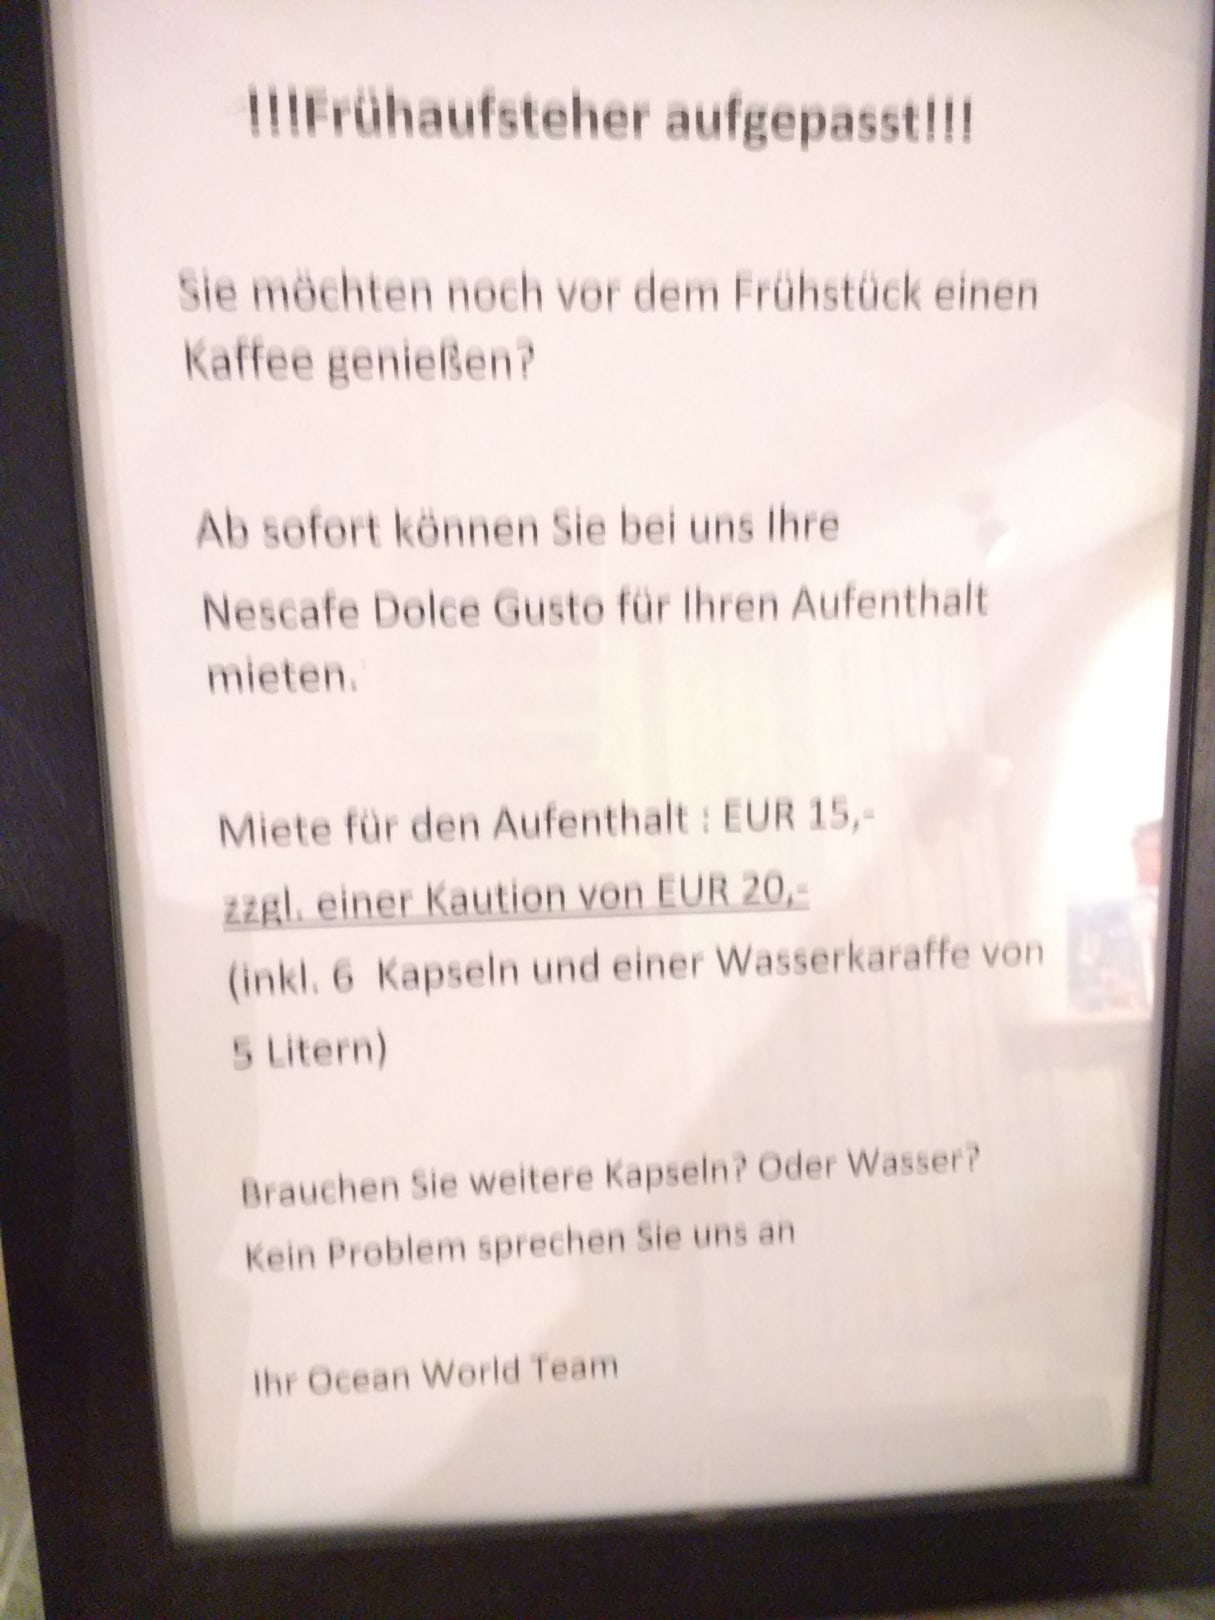 !!!Frühaufsteher aufgepasst!!!
Sie möchten noch vor dem Frühstück einen
Kaffee genießen?
Ab sofort können Sie bei uns Ihre
Nescafe Dolce Gusto für Ihren Aufenthalt
mieten.
Miete für den Aufenthalt : EUR 15,-
zzgl. einer Kaution von EUR 20,-
(inkl. 6  Kapseln und einer Wasserkaraffe von
5 Litern)
Brauchen Sie weitere Kapseln? Oder Wasser?
Kein Problem sprechen Sie uns an
Ihr Ocean World Team